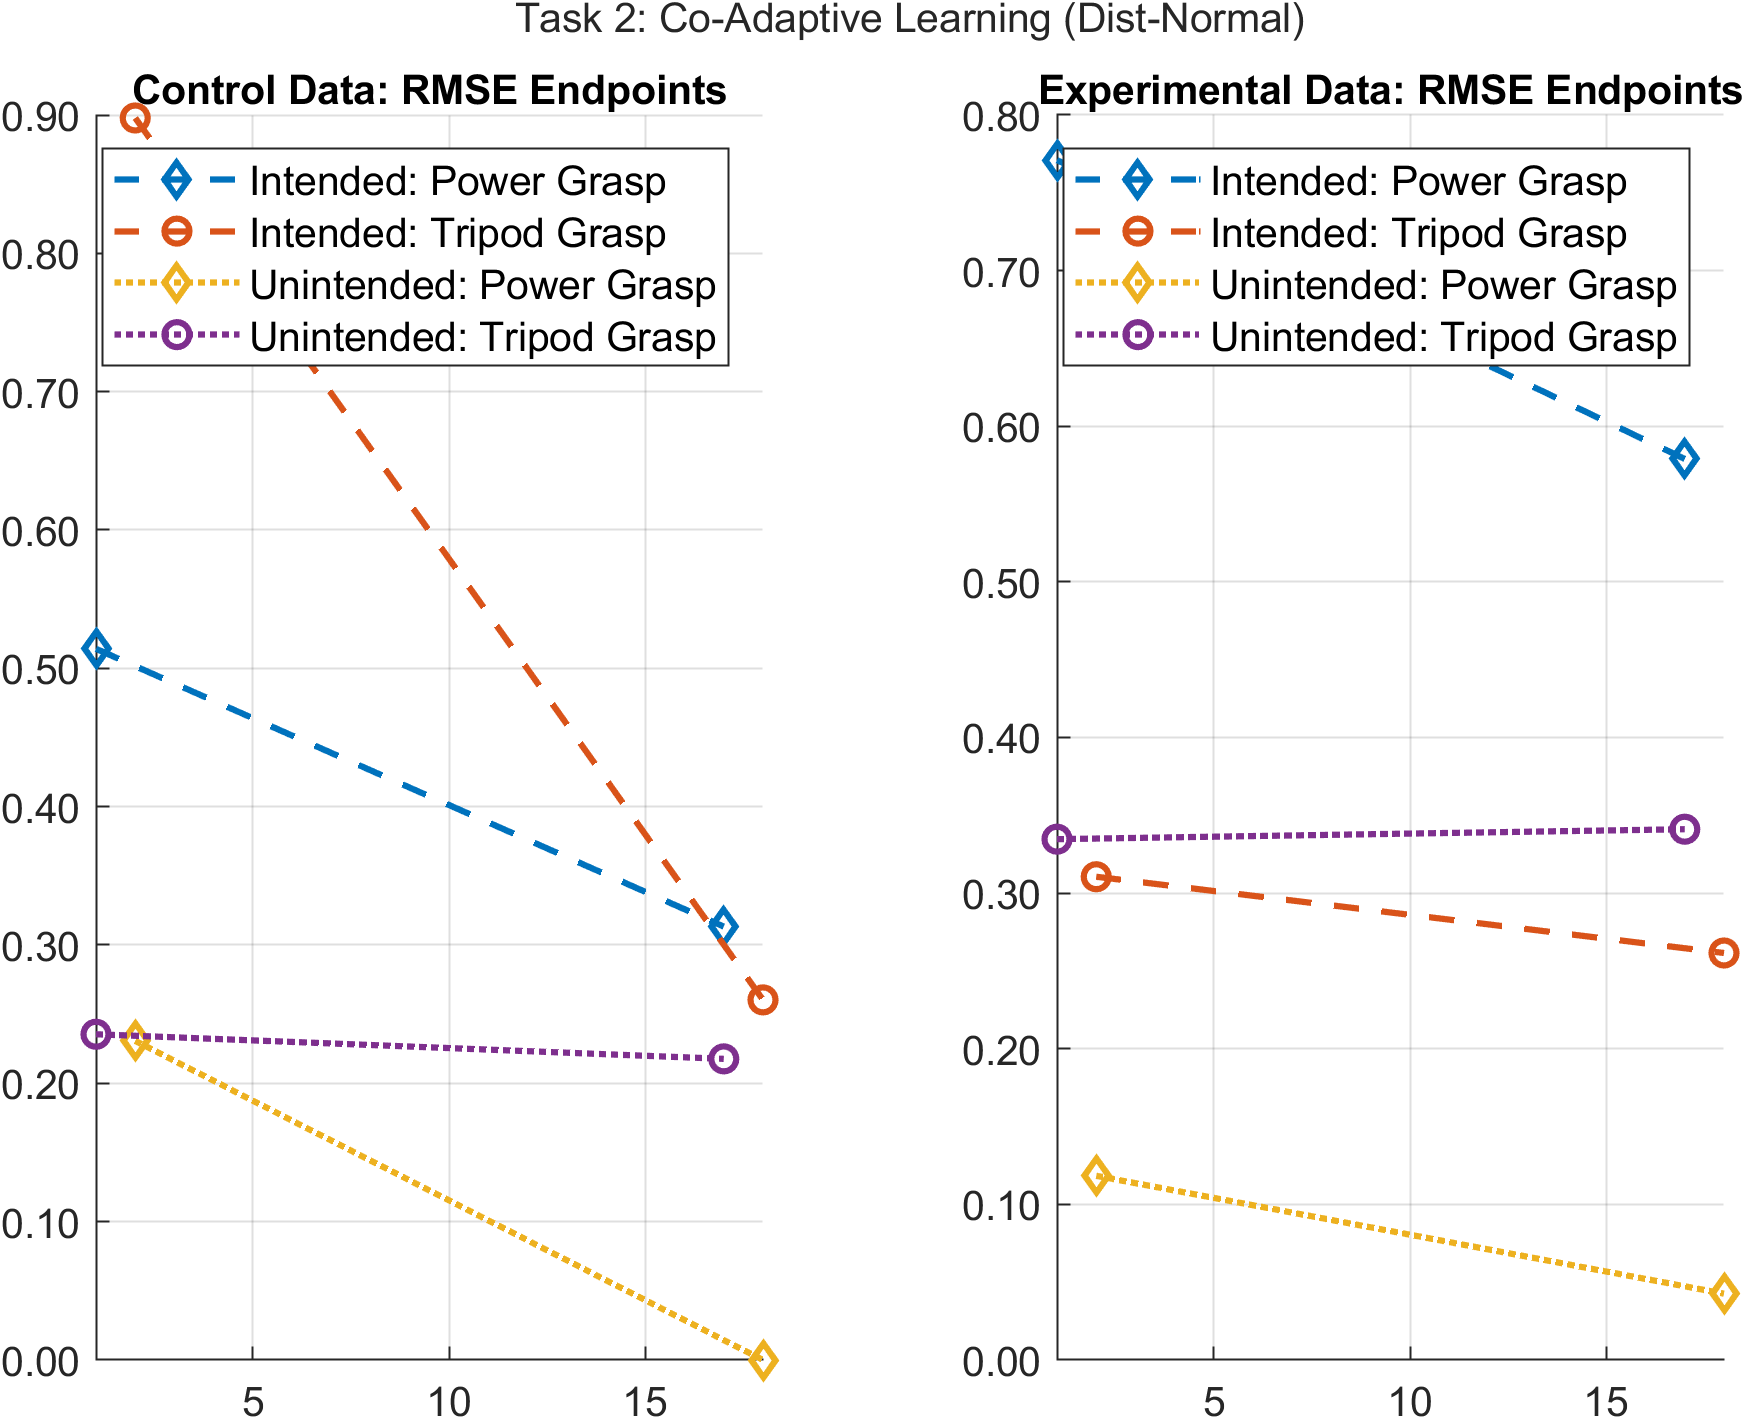 Task 2: Co-Adaptive Learning (Dist-Normal)
Control Data: RMSE Endpoints
0.90
0.80
0.70
0.60
0.50
0.40
0.30
0.20
0.10
0.00
5 10 15
Intended: Power Grasp
Intended: Tripod Grasp
Unintended: Power Grasp
Unintended: Tripod Grasp
Experimental Data: RMSE Endpoints
0.80
0.70
0.60
0.50
0.40
0.30
0.20
0.10
0.00
5 10 15
Intended: Power Grasp
Intended: Tripod Grasp
Unintended: Power Grasp
Unintended: Tripod Grasp